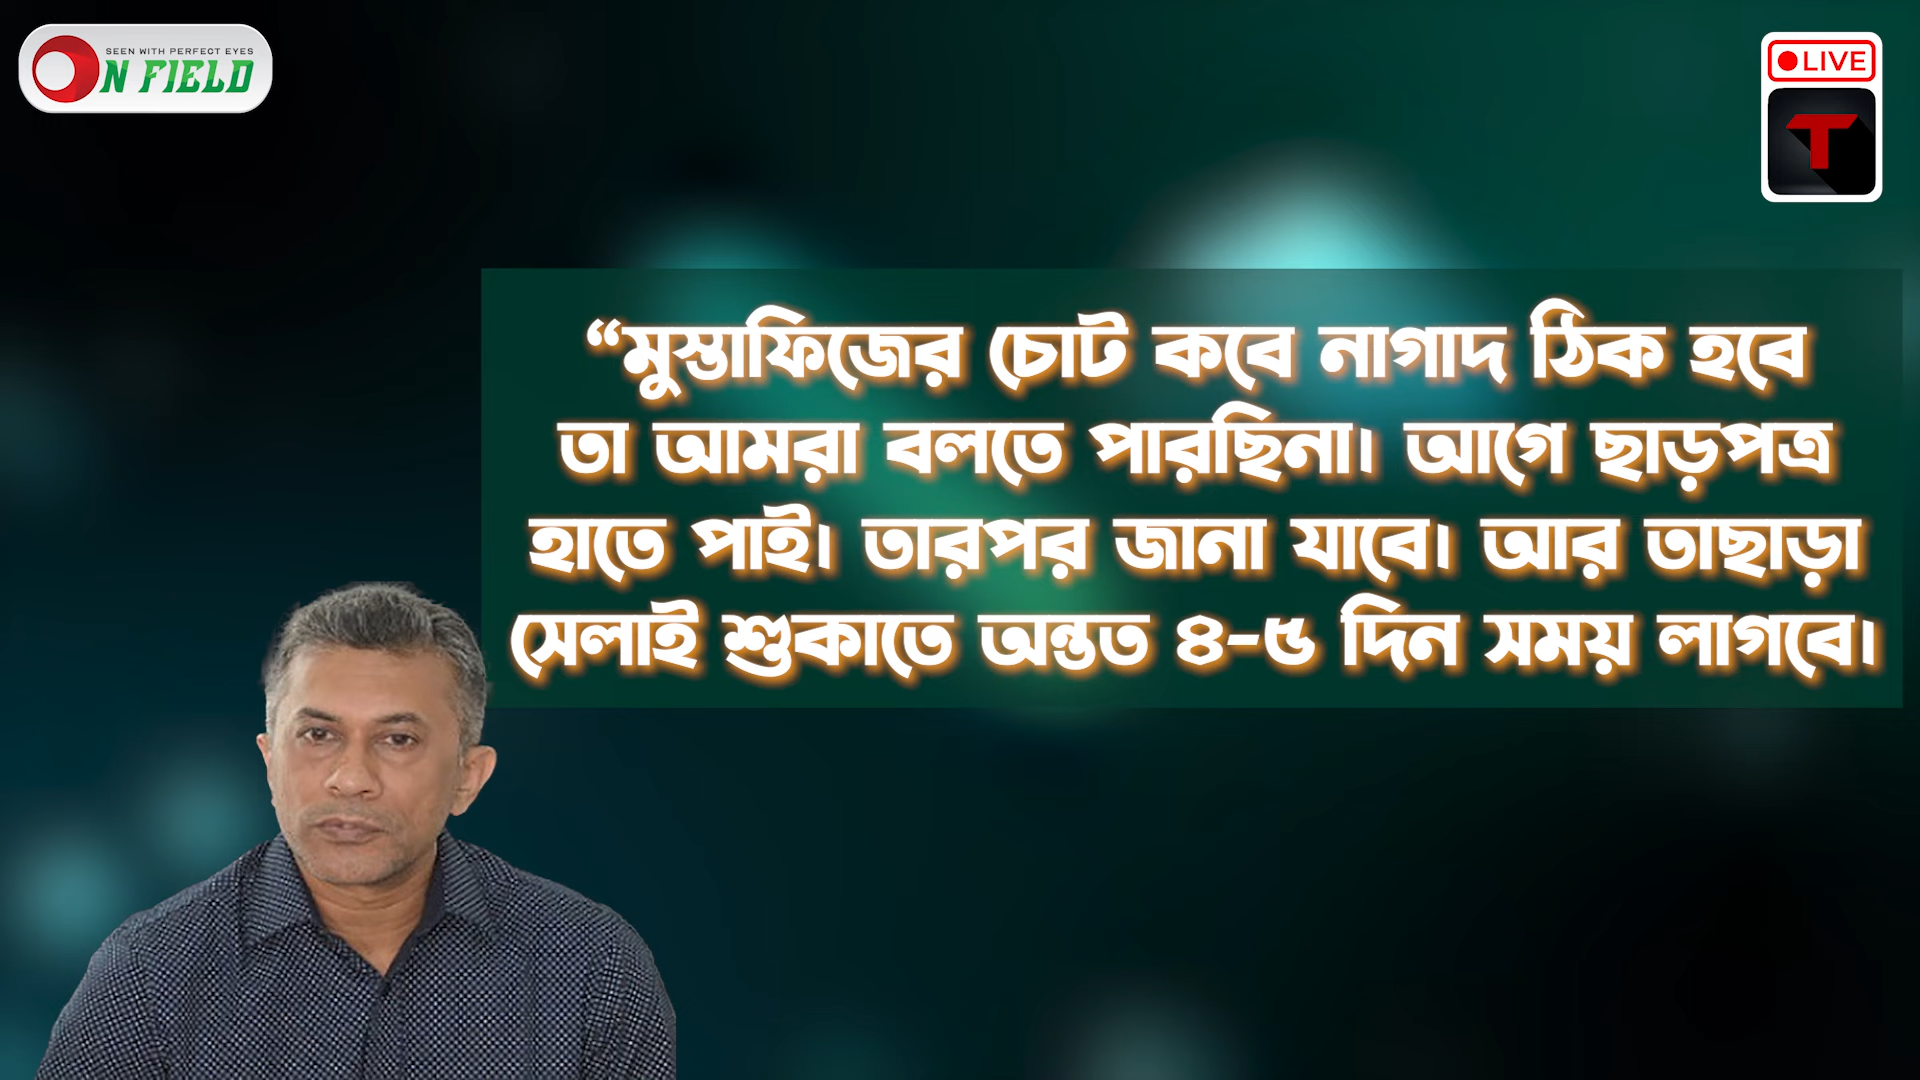 SEEN WITH PERFECT EYES
ON FIELD
LIVE
T
“মুস্তাফিজের চোট কবে নাগাদ ঠিক হবে
তা আমরা বলতে পারছিনা। আগে ছাড়পত্র
হাতে পাই। তারপর জানা যাবে। আর তাছাড়া
সেলাই শুকাতে অন্তত ৪-৫ দিন সময় লাগবে।